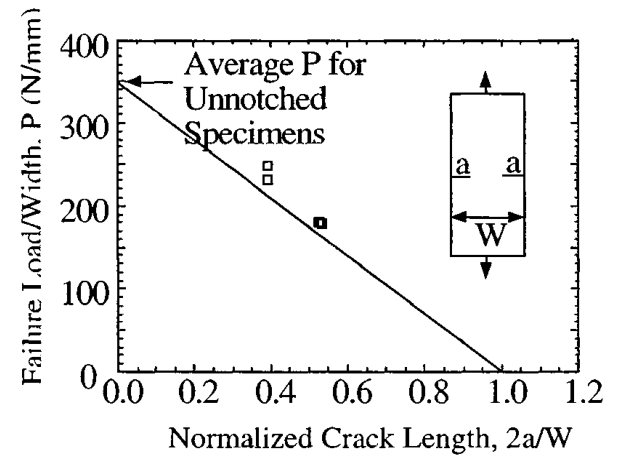 Failure Load/Width, P (N/mm)
400
300
200
100
0
Average P for
Unnotched
Specimens
a
a
W
0.0
0.2
0.4
0.6
0.8
1.0
1.2
Normalized Crack Length, 2a/W